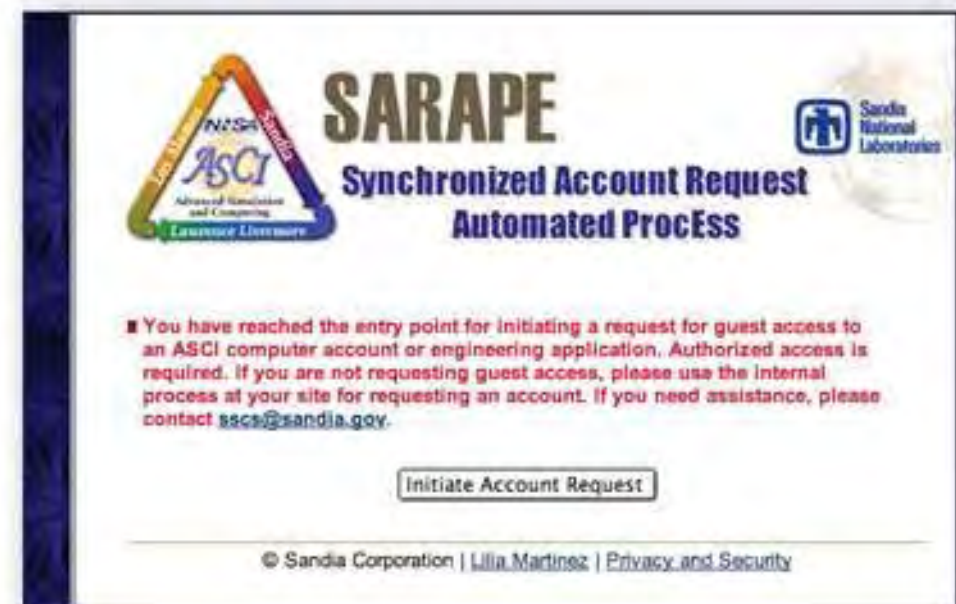 SARAPE
Synchronized Account Request
Automated ProcEss
Los Alamos
NNSA
Sandia
ASCI
Advanced Simulation
and Computing
Lawrence Livermore
Sandia
National
Laboratories
You have reached the entry point for initiating a request for guest access to
an ASCI computer account or engineering application. Authorized access is
required. If you are not requesting guest access, please use the internal
process at your site for requesting an account. If you need assistance, please
contact sscs@sandia.gov.
Initiate Account Request
© Sandia Corporation | Lilia Martinez | Privacy and Security